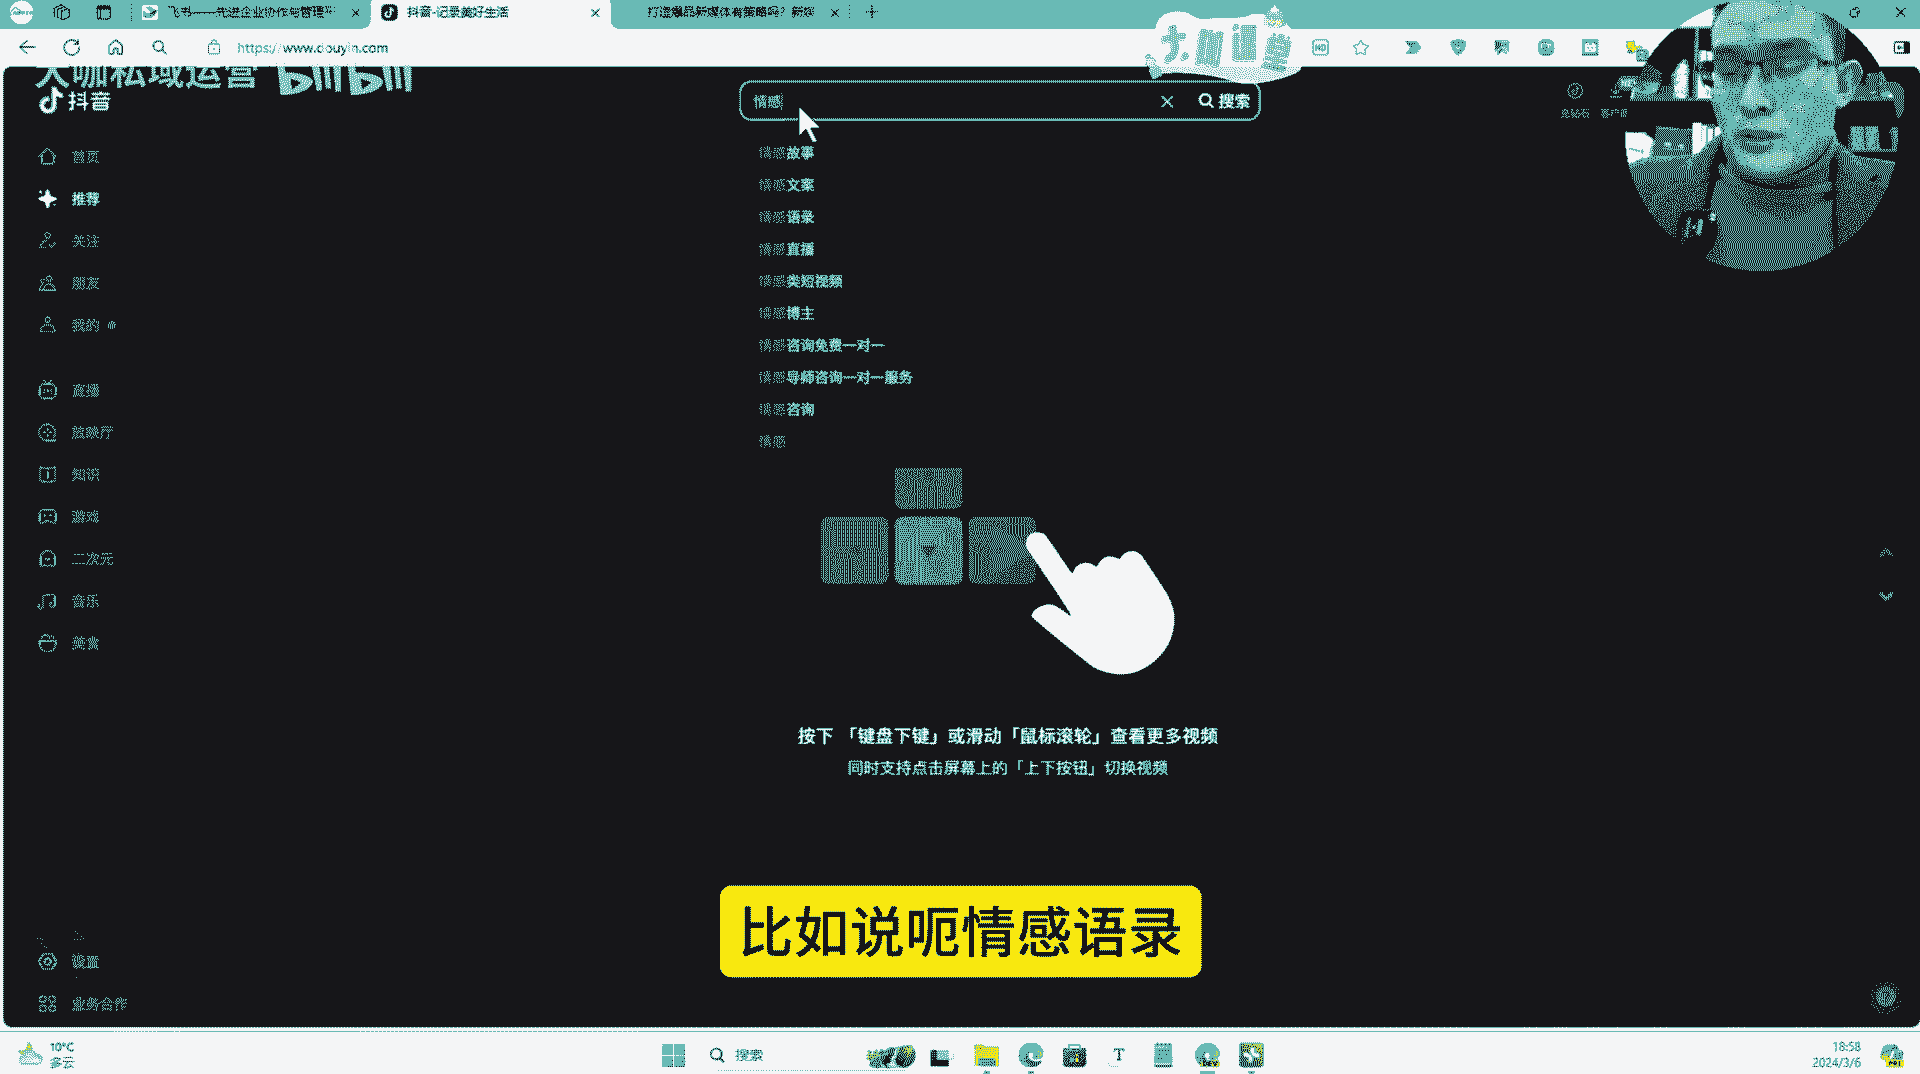 飞书——先进企业协作与管理平
抖音-记录美好生活
打造爆品新媒体有策略吗？新媒
https://www.douyin.com
大咖课堂
大咖私域运营 bilibili
抖音
情感
搜索
情感故事
情感文案
情感语录
情感直播
情感类短视频
情感博主
情感咨询免费一对一
情感导师咨询一对一服务
情感咨询
情感
首页
推荐
关注
朋友
我的
直播
放映厅
知识
游戏
二次元
音乐
美食
按下「键盘下键」或滑动「鼠标滚轮」查看更多视频
同时支持点击屏幕上的「上下按钮」切换视频
比如说呃情感语录
设置
业务合作
10°C
多云
搜索
18:58
2024/3/6